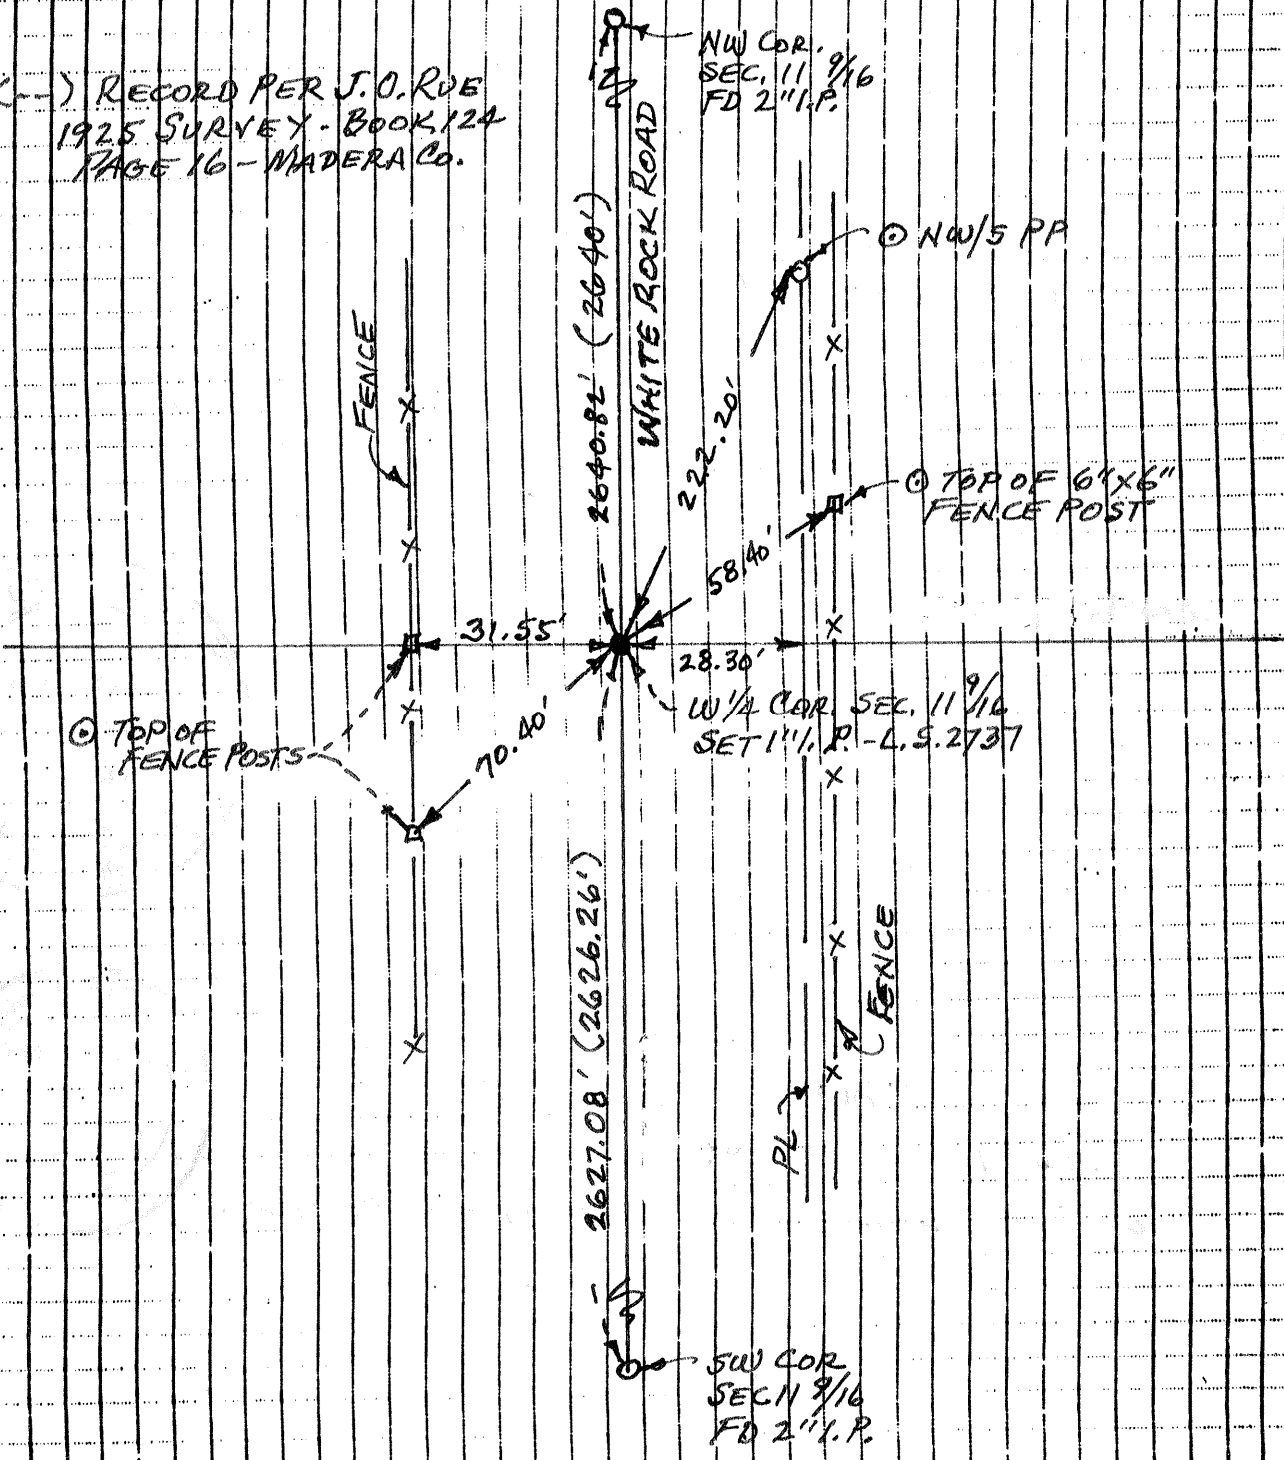 NW COR.
SEC. 11 9/16
FD 2" I.P.
(--) RECORD PER J.O. RUE
1925 SURVEY - BOOK 124
PAGE 16 - MADERA CO.
2640.82' (2640')
WHITE ROCK ROAD
⊙ NW/S PP
FENCE
222.20'
⊙ TOP OF 6"X6"
FENCE POST
58.40'
31.55'
28.30'
W 1/4 COR. SEC. 11 9/16
SET 1" I.P. - L.S. 2737
⊙ TOP OF
FENCE POSTS
70.40'
2627.08' (2626.26')
FENCE
PL
SW COR
SEC 11 9/16
FD 2" I.P.